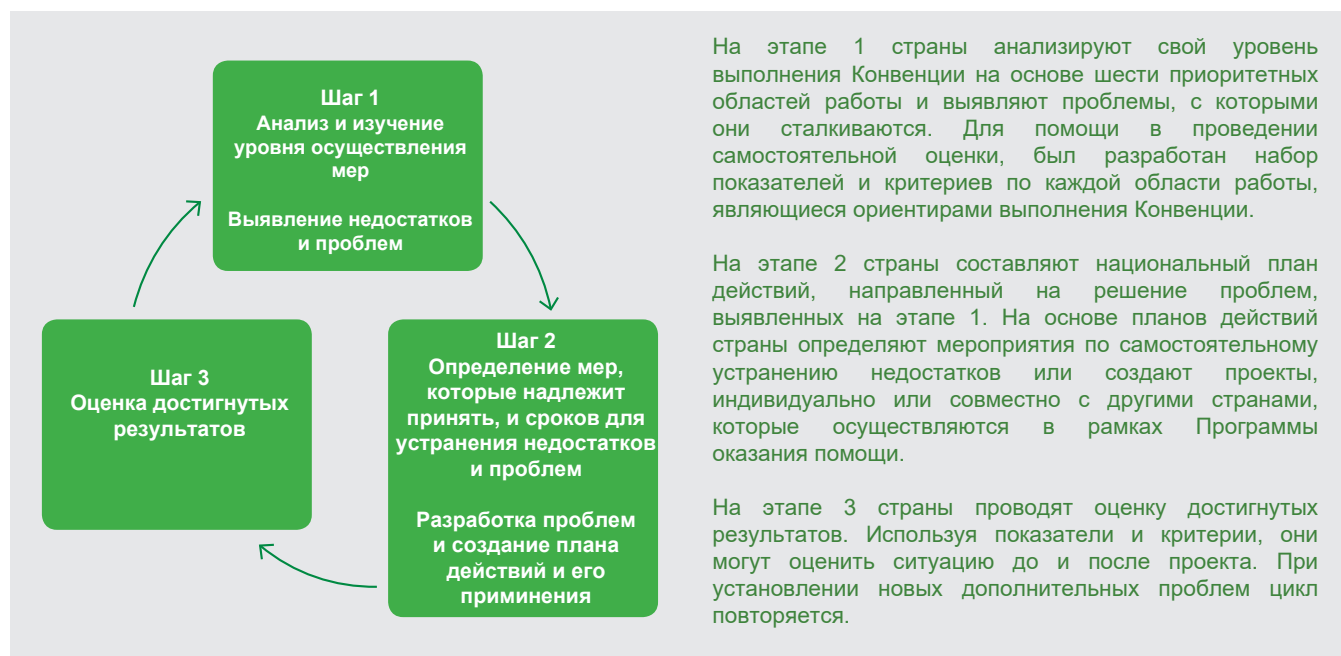 Шаг 1
Анализ и изучение
уровня осуществления
мер
Выявление недостатков
и проблем
Шаг 2
Определение мер,
которые надлежит
принять, и сроков для
устранения недостатков
и проблем
Разработка проблем
и создание плана
действий и его
приминения
Шаг 3
Оценка достигнутых
результатов
На этапе 1 страны анализируют свой уровень
выполнения Конвенции на основе шести приоритетных
областей работы и выявляют проблемы, с которыми
они сталкиваются. Для помощи в проведении
самостоятельной оценки, был разработан набор
показателей и критериев по каждой области работы,
являющиеся ориентирами выполнения Конвенции.
На этапе 2 страны составляют национальный план
действий, направленный на решение проблем,
выявленных на этапе 1. На основе планов действий
страны определяют мероприятия по самостоятельному
устранению недостатков или создают проекты,
индивидуально или совместно с другими странами,
которые осуществляются в рамках Программы
оказания помощи.
На этапе 3 страны проводят оценку достигнутых
результатов. Используя показатели и критерии, они
могут оценить ситуацию до и после проекта. При
установлении новых дополнительных проблем цикл
повторяется.